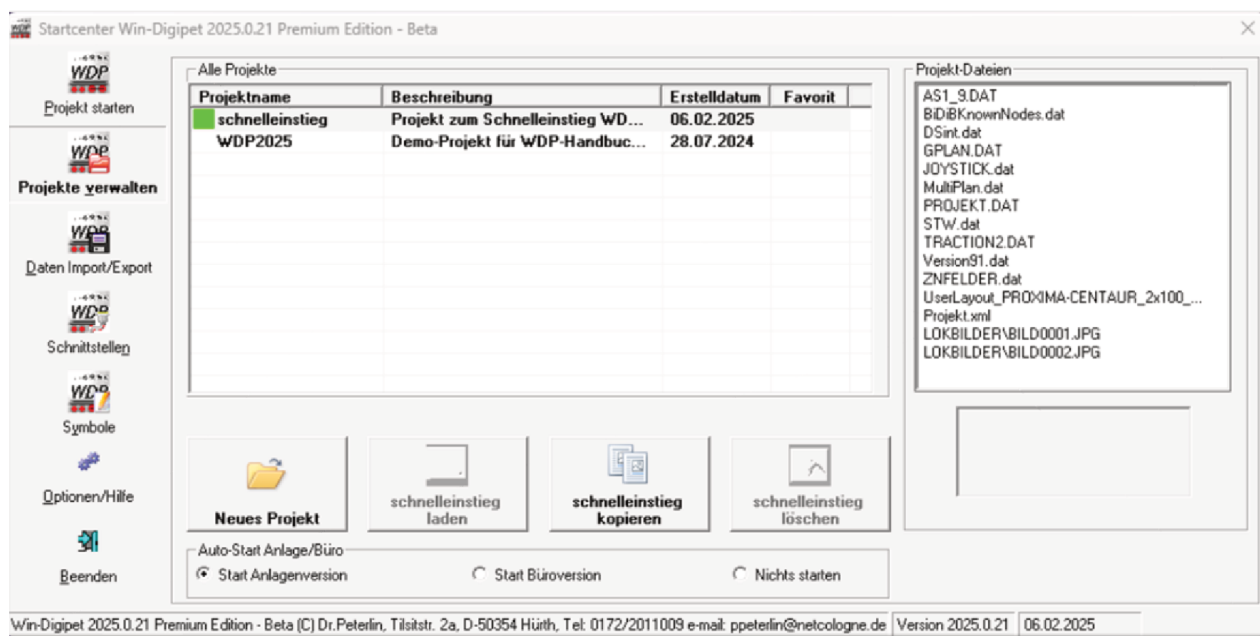 Startcenter Win-Digipet 2025.0.21 Premium Edition - Beta
WDP
Projekt starten
WDP
Projekte verwalten
WDP
Daten Import/Export
WDP
Schnittstellen
WDP
Symbole
Optionen/Hilfe
Beenden
Alle Projekte
Projektname Beschreibung Erstelldatum Favorit
schnelleinstieg Projekt zum Schnelleinstieg WD... 06.02.2025
WDP2025 Demo-Projekt für WDP-Handbuc... 28.07.2024
Neues Projekt
schnelleinstieg
laden
schnelleinstieg
kopieren
schnelleinstieg
löschen
Auto-Start Anlage/Büro
Start Anlagenversion Start Büroversion Nichts starten
Projekt-Dateien
AS1_9.DAT
BiDiBKnownNodes.dat
DSint.dat
GPLAN.DAT
JOYSTICK.dat
MultiPlan.dat
PROJEKT.DAT
STW.dat
TRACTION2.DAT
Version91.dat
ZNFELDER.dat
UserLayout_PROXIMA-CENTAUR_2x100_...
Projekt.xml
LOKBILDER\BILD0001.JPG
LOKBILDER\BILD0002.JPG
Win-Digipet 2025.0.21 Premium Edition - Beta (C) Dr.Peterlin, Tilsitstr. 2a, D-50354 Hürth, Tel: 0172/2011009 e-mail: ppeterlin@netcologne.de Version 2025.0.21 06.02.2025